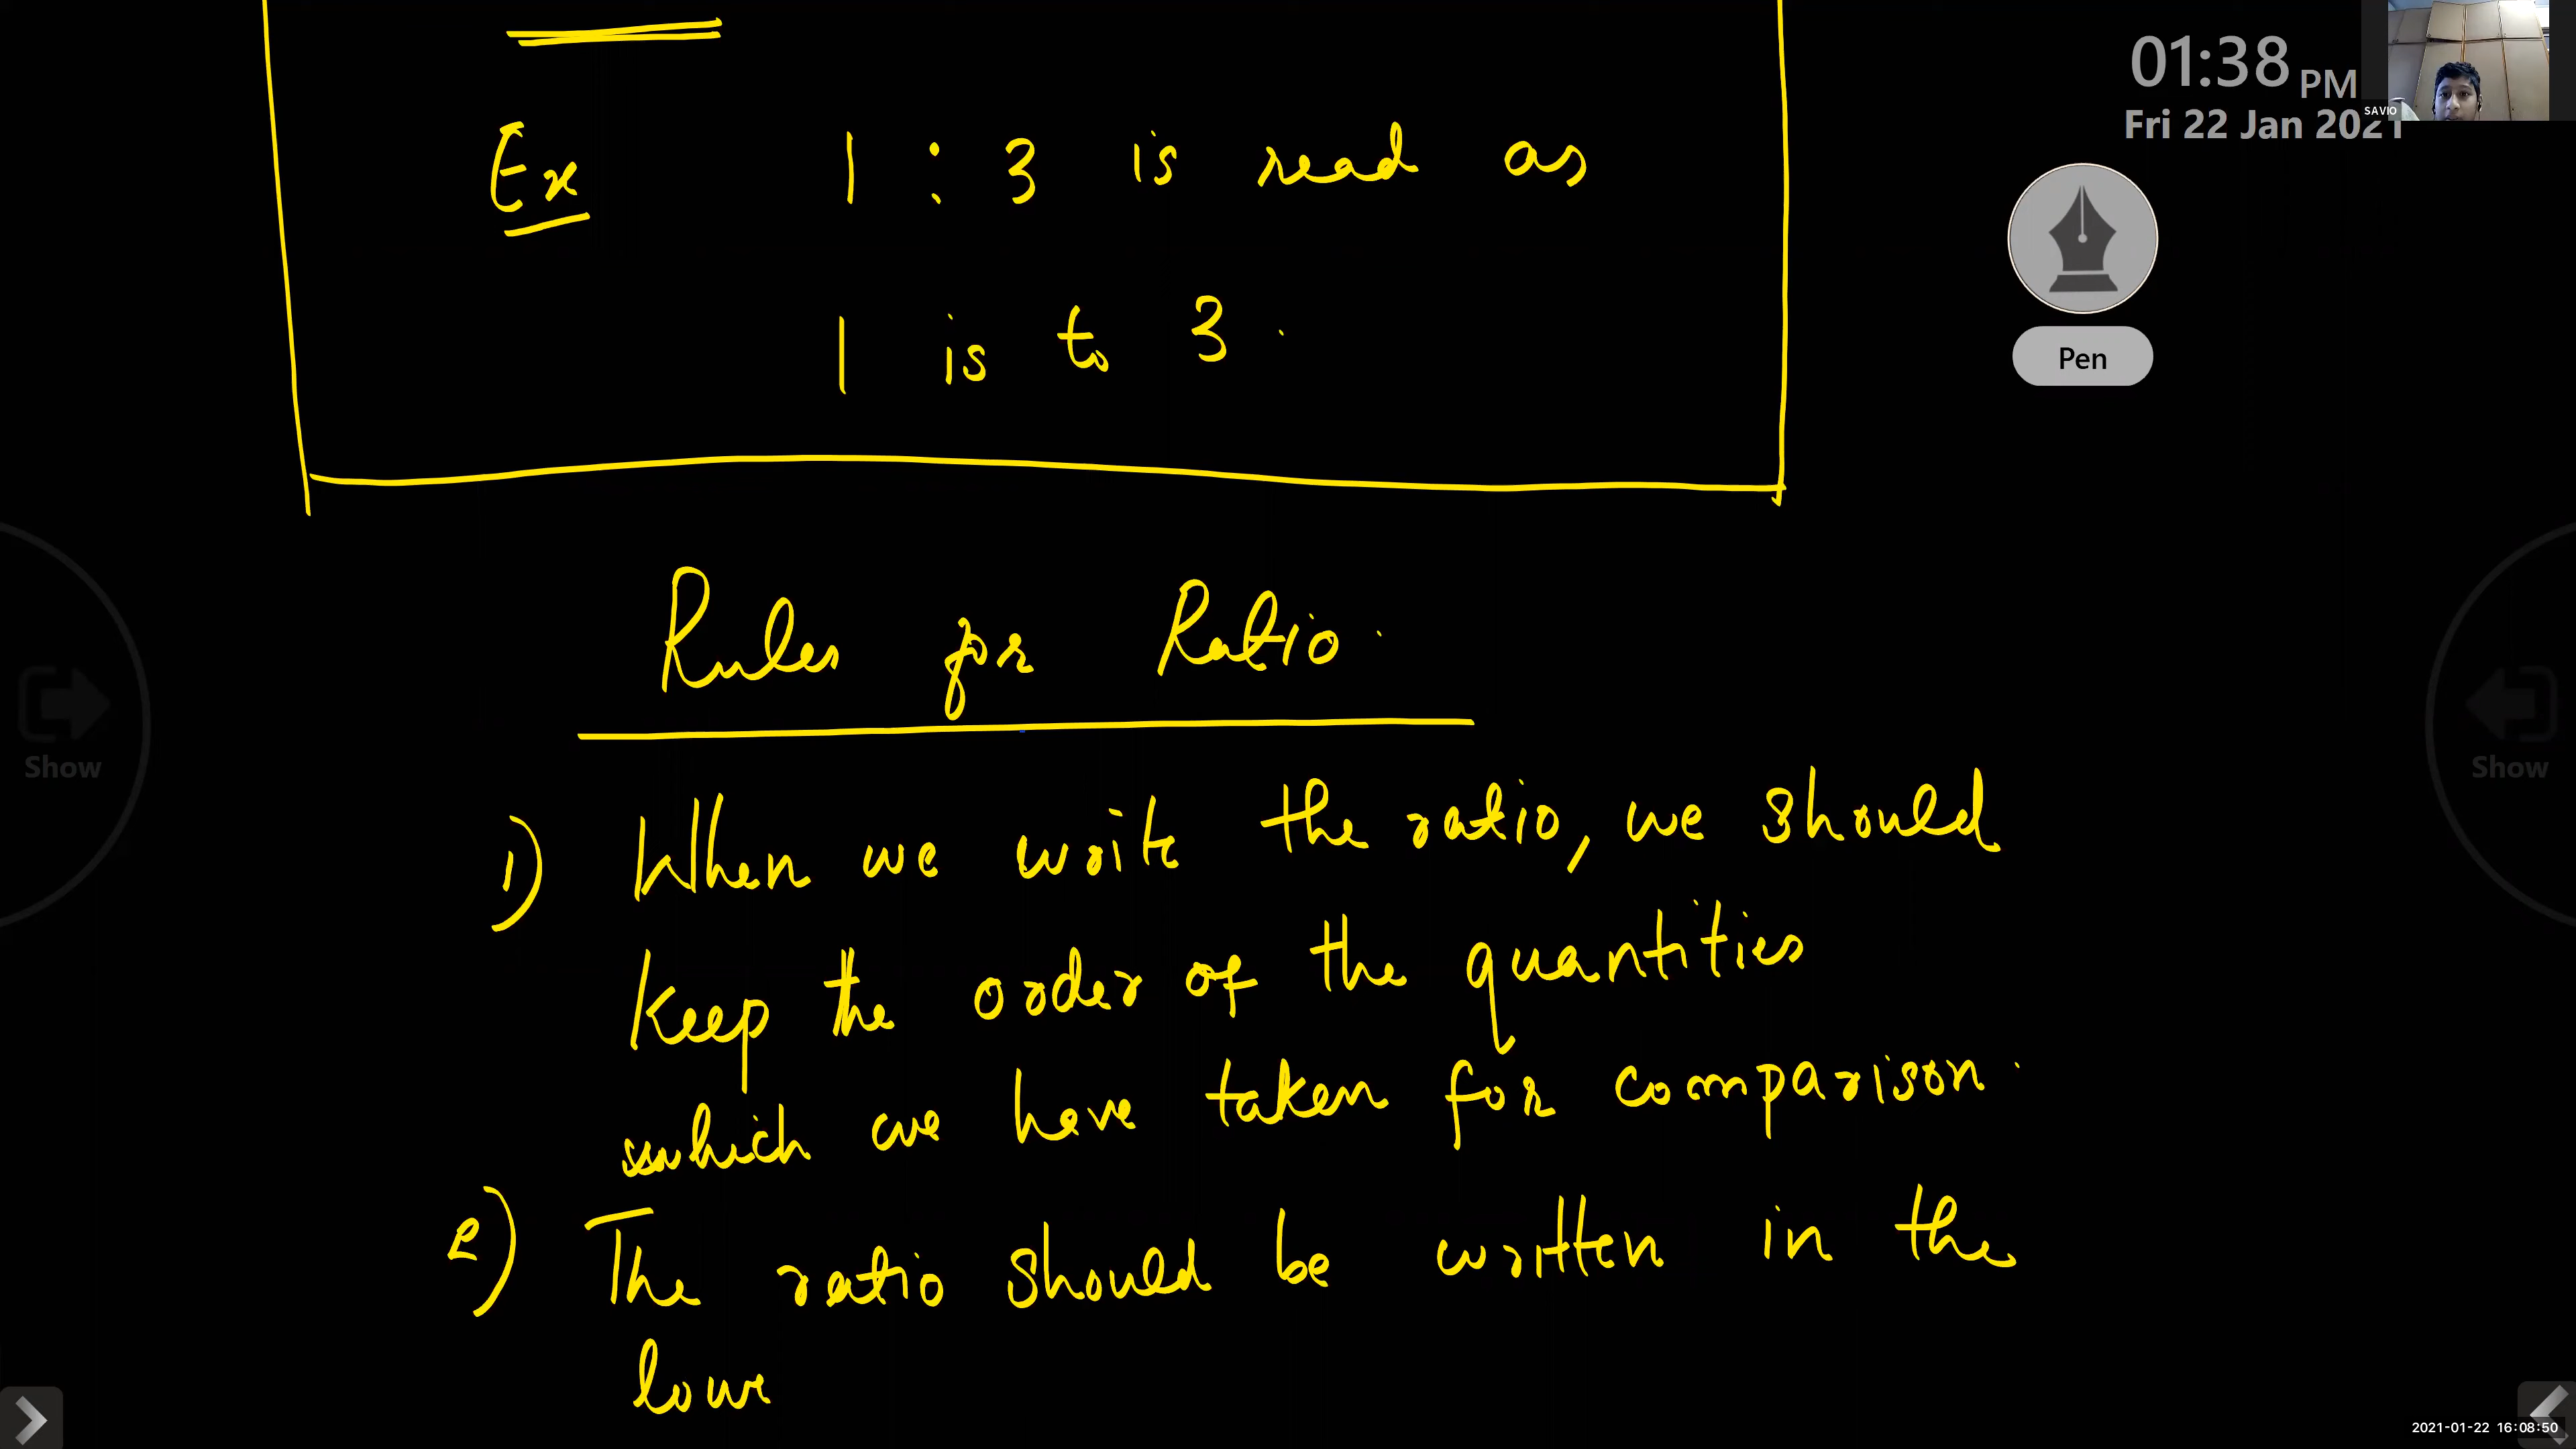 01:38 PM
SAVIO
Fri 22 Jan 2021
Ex 1 : 3 is read as
1 is to 3.
Pen
Rules for Ratio.
Show
Show
1) When we write the ratio, we should
Keep the order of the quantities
which we have taken for comparison.
2) The ratio should be written in the
lowe
2021-01-22 16:08:50